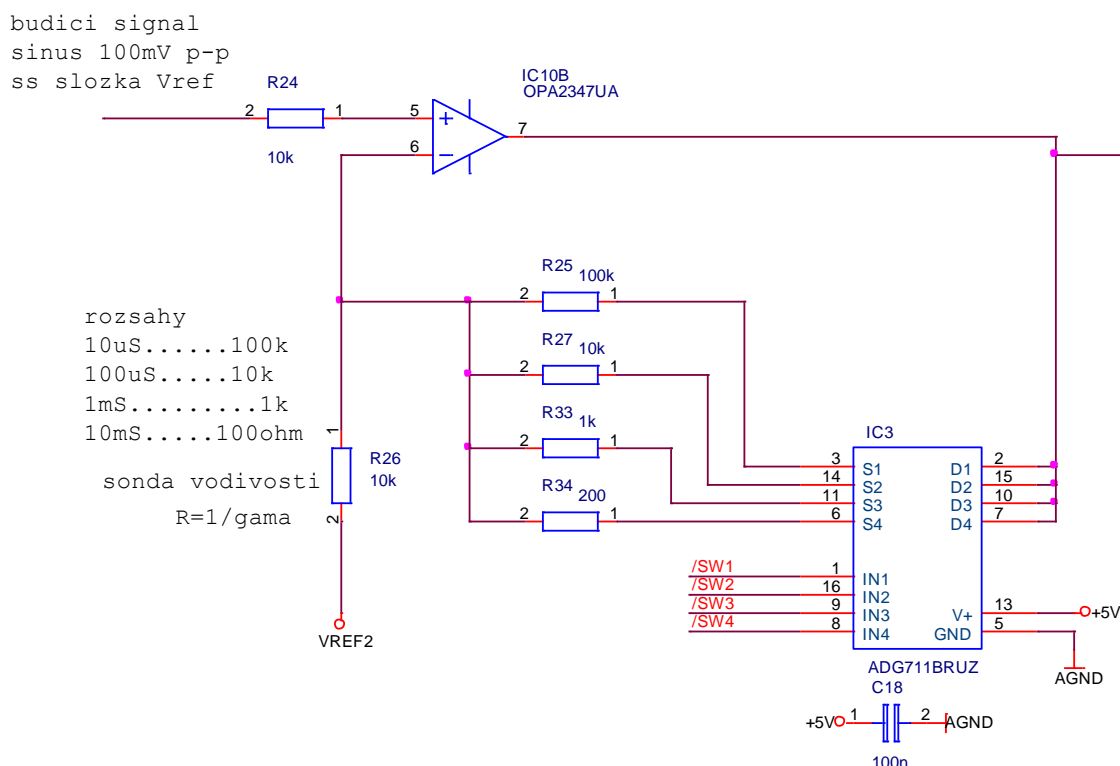 budici signal
sinus 100mV p-p
ss slozka Vref
R24
2 1
10k
IC10B
OPA2347UA
5
+
6
−
7
R25
100k
2 1
R27
10k
2 1
R33
1k
2 1
R34
200
2 1
rozsahy
10uS......100k
100uS.....10k
1mS.........1k
10mS.....100ohm
sonda vodivosti
R=1/gama
1
R26
10k
2
VREF2
IC3
3 S1 D1 2
14 S2 D2 15
11 S3 D3 10
6 S4 D4 7
/SW1 1 IN1
/SW2 16 IN2
/SW3 9 IN3 V+ 13 +5V
/SW4 8 IN4 GND 5
AGND
ADG711BRUZ
C18
+5V 1 2 AGND
100n